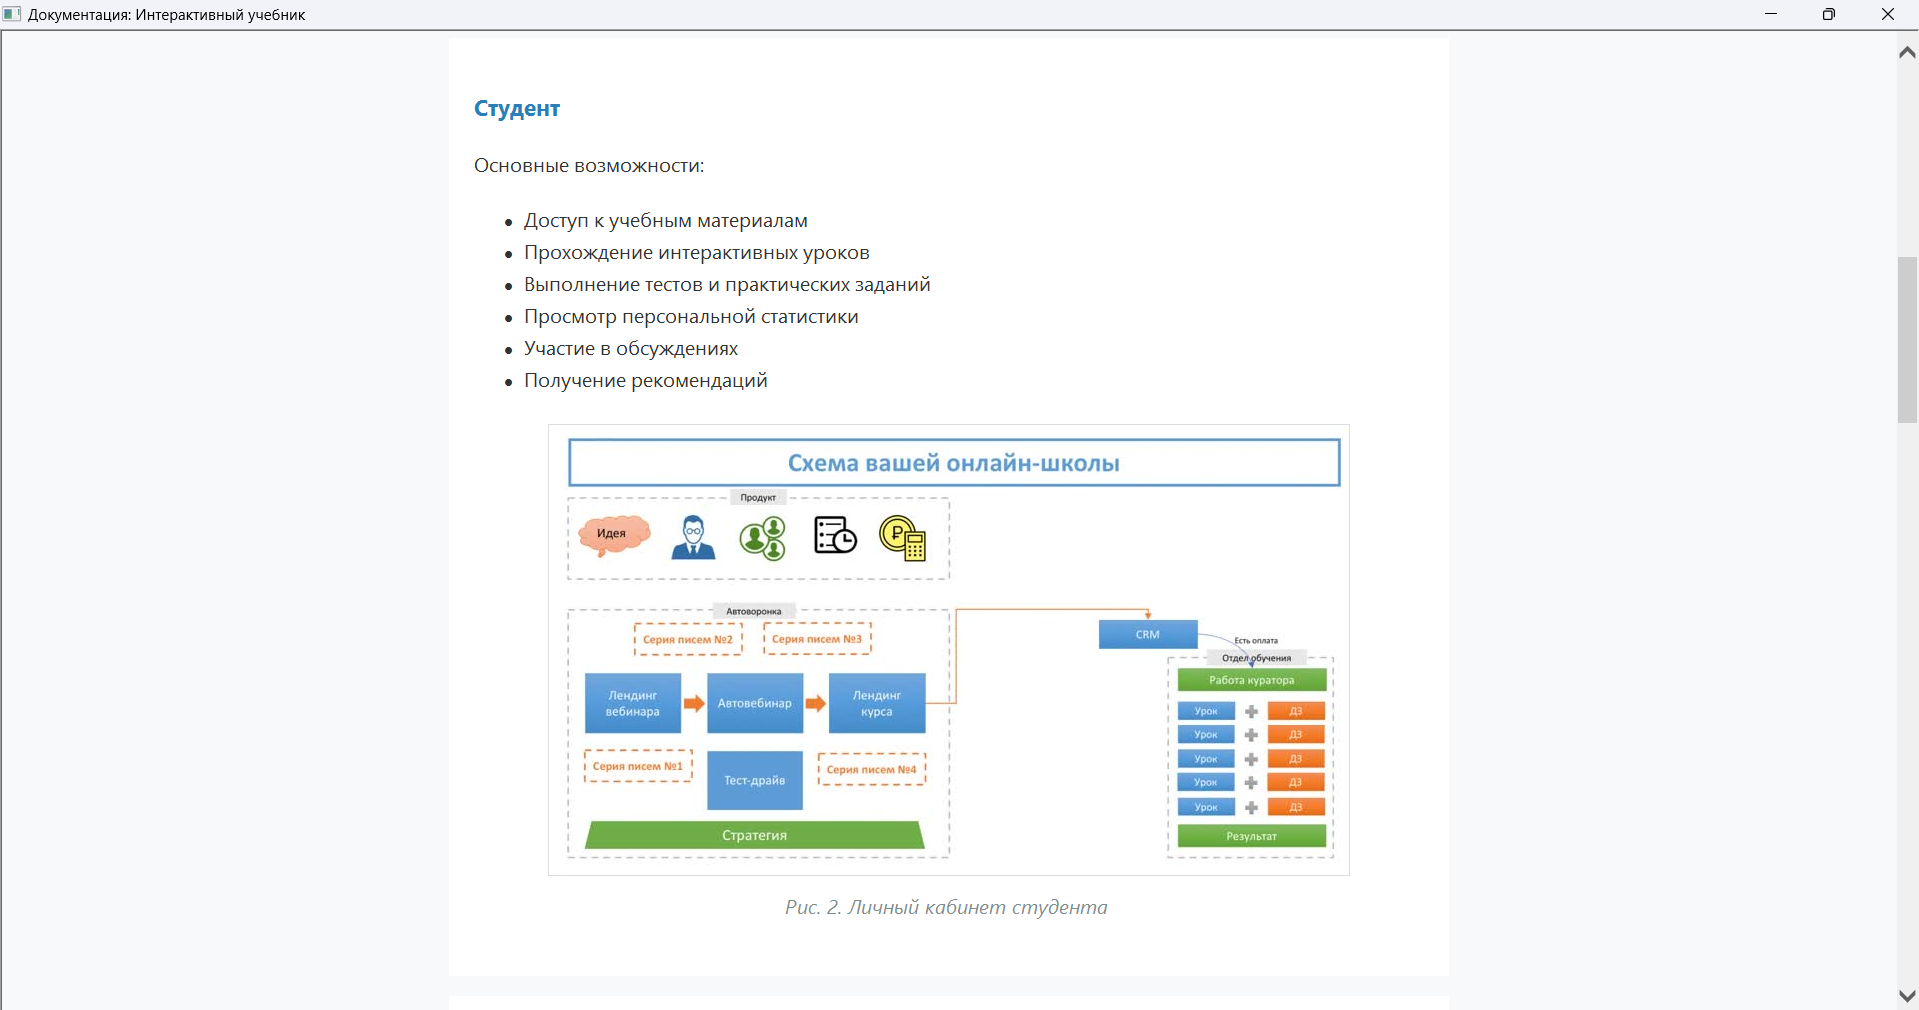 Документация: Интерактивный учебник
Студент
Основные возможности:
Доступ к учебным материалам
Прохождение интерактивных уроков
Выполнение тестов и практических заданий
Просмотр персональной статистики
Участие в обсуждениях
Получение рекомендаций
Схема вашей онлайн-школы
Продукт
Идея
₽
Автоворонка
Серия писем №2
Серия писем №3
Лендинг
вебинара
Автовебинар
Лендинг
курса
Серия писем №1
Тест-драйв
Серия писем №4
Стратегия
CRM
Есть оплата
Отдел обучения
Работа куратора
Урок
ДЗ
Урок
ДЗ
Урок
ДЗ
Урок
ДЗ
Урок
ДЗ
Результат
Рис. 2. Личный кабинет студента